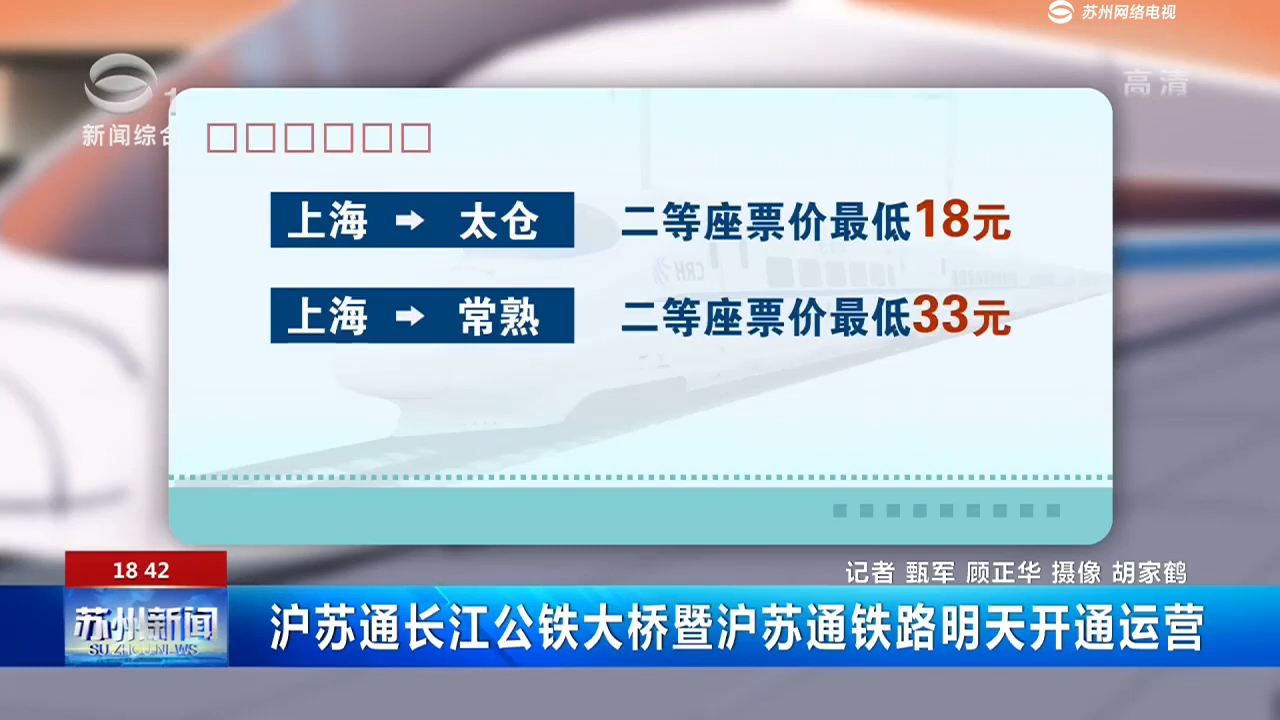 苏州网络电视
高清
新闻综合
上海 → 太仓 二等座票价最低18元
上海 → 常熟 二等座票价最低33元
CRH
18 42
记者 甄军 顾正华 摄像 胡家鹤
苏州新闻
SU ZHOU NEWS
沪苏通长江公铁大桥暨沪苏通铁路明天开通运营